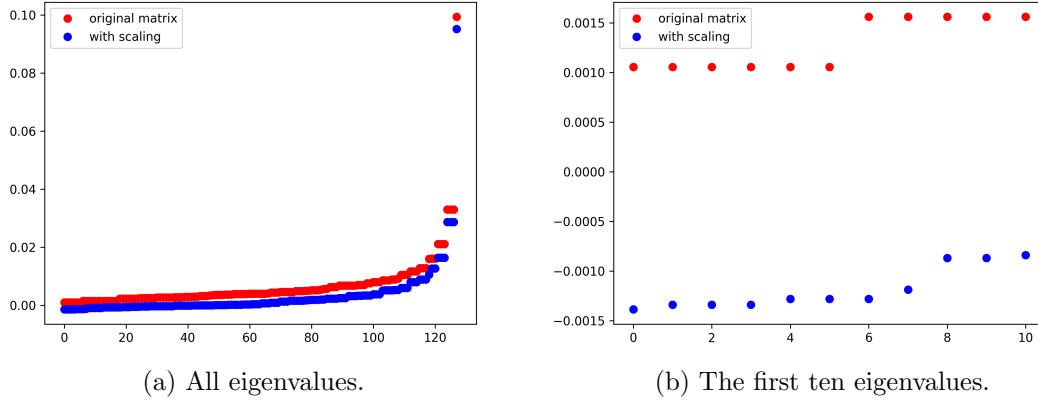 original matrix
with scaling
0.10
0.08
0.06
0.04
0.02
0.00
0 20 40 60 80 100 120
(a) All eigenvalues.
original matrix
with scaling
0.0015
0.0010
0.0005
0.0000
−0.0005
−0.0010
−0.0015
0 2 4 6 8 10
(b) The first ten eigenvalues.